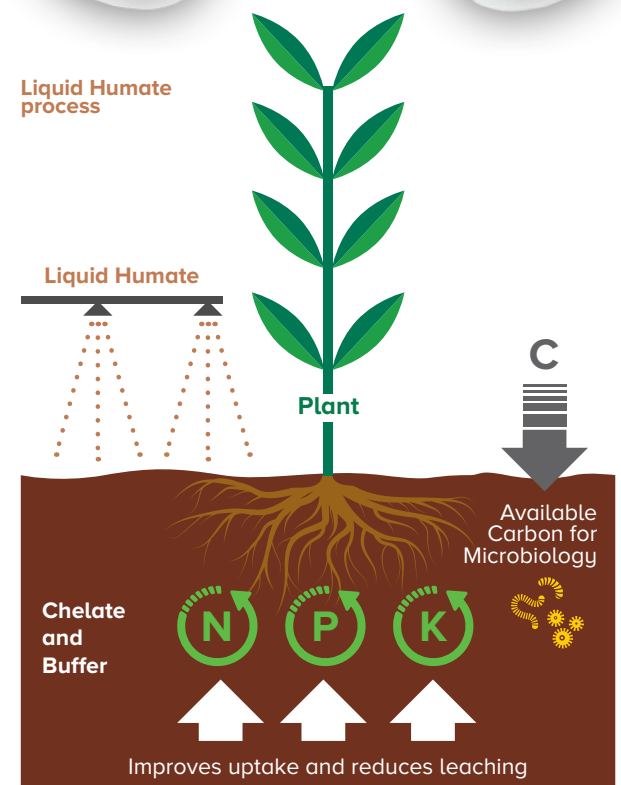 Liquid Humate
process
Liquid Humate
C
Plant
Available
Carbon for
Microbiology
Chelate
and
Buffer
N P K
Improves uptake and reduces leaching